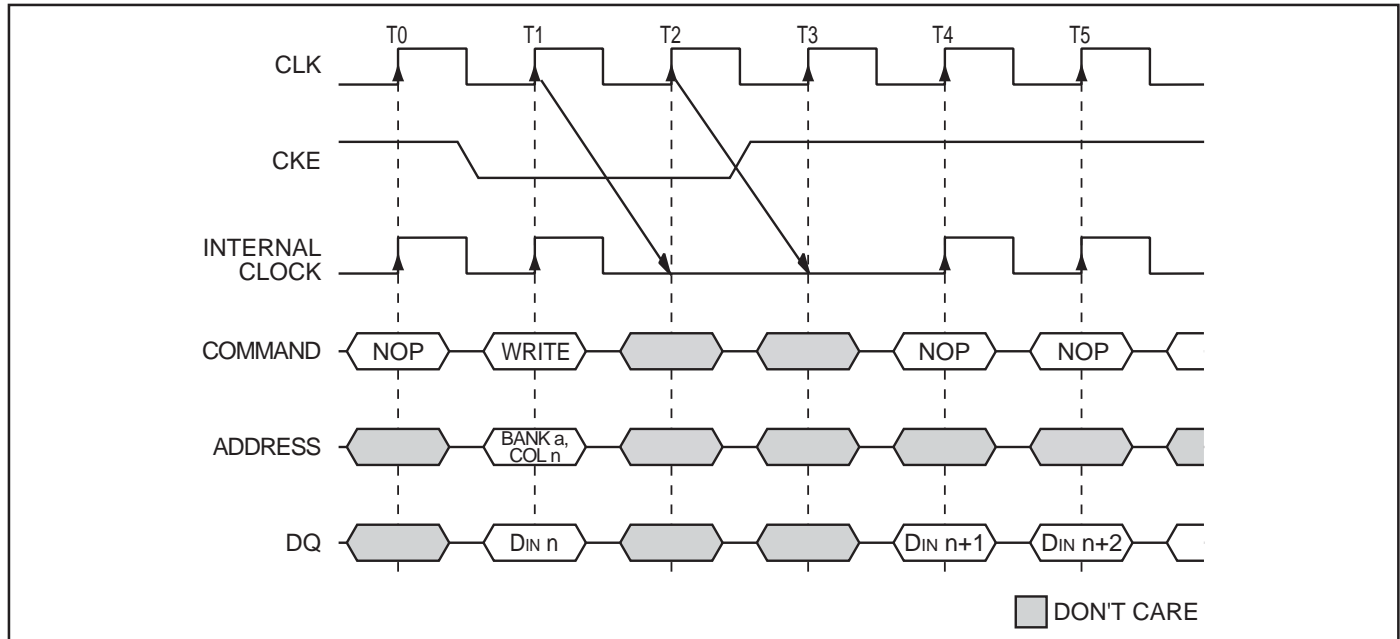 T0 T1 T2 T3 T4 T5
CLK
CKE
INTERNAL
CLOCK
COMMAND NOP WRITE NOP NOP
ADDRESS BANK a,
COL n
DQ DIN n DIN n+1 DIN n+2
DON'T CARE